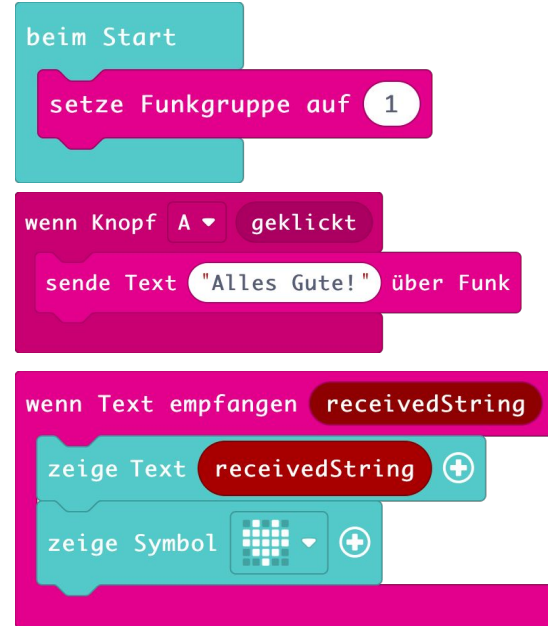 beim Start
setze Funkgruppe auf 1
wenn Knopf A geklickt
sende Text "Alles Gute!" über Funk
wenn Text empfangen receivedString
zeige Text receivedString
zeige Symbol